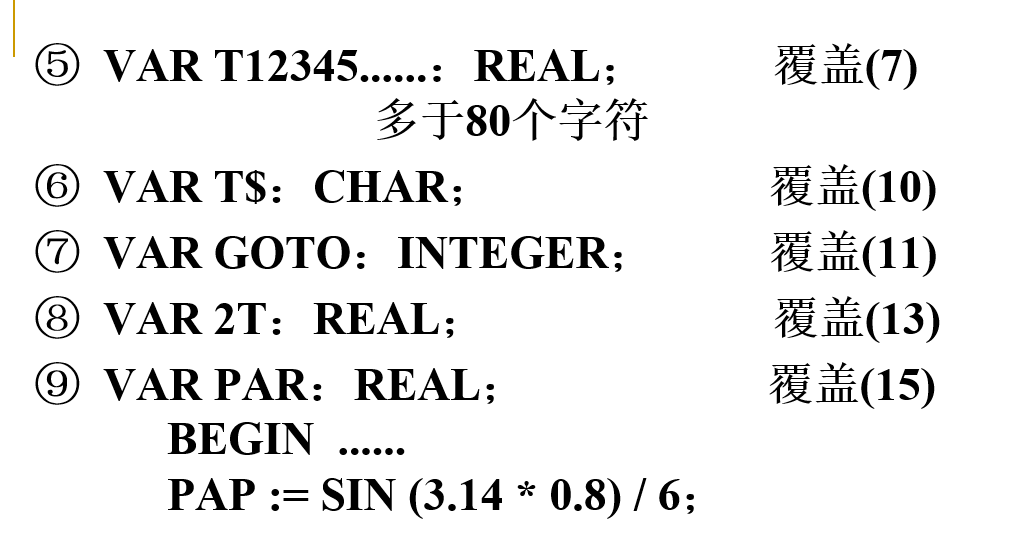 ⑤ VAR T12345......：REAL； 覆盖(7)
多于80个字符
⑥ VAR T$：CHAR； 覆盖(10)
⑦ VAR GOTO：INTEGER； 覆盖(11)
⑧ VAR 2T：REAL； 覆盖(13)
⑨ VAR PAR：REAL； 覆盖(15)
BEGIN ......
PAP := SIN (3.14 * 0.8) / 6；